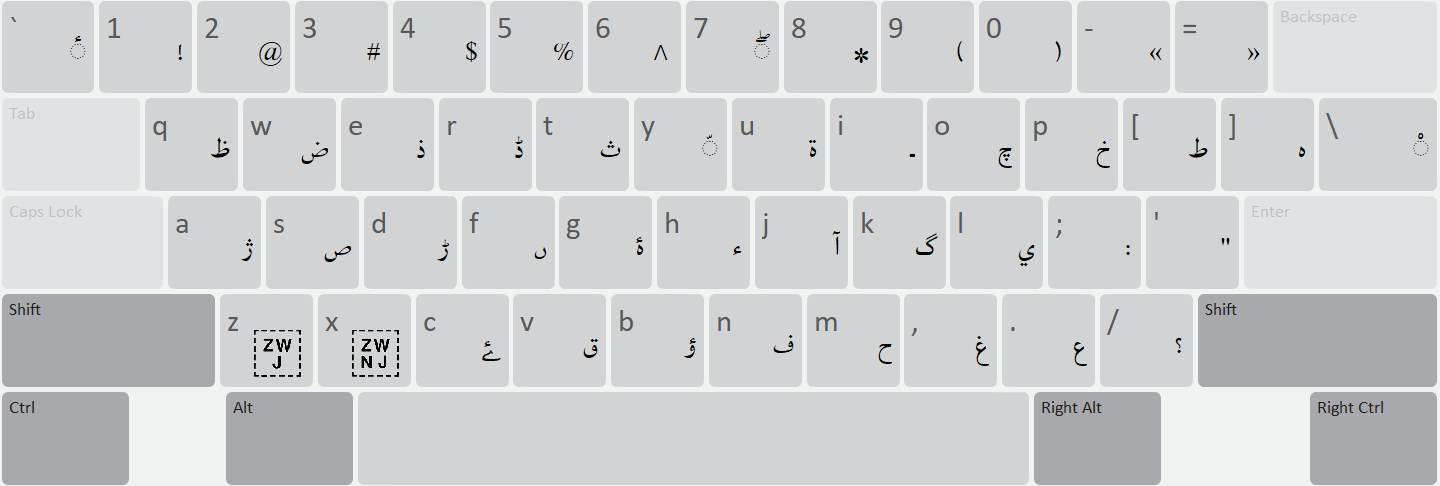 ` ٔ 1 ! 2 @ 3 # 4 $ 5 % 6 ^ 7 ۖ 8 * 9 ( 0 ) - « = » Backspace
Tab q ظ w ض e ذ r ڈ t ث y ّ u ة i ۔ o چ p خ [ ط ] ہ \ ْ
Caps Lock a ژ s ص d ڑ f ں g ۂ h ء j آ k گ l ي ; : ' " Enter
Shift z ZWJ x ZWNJ c ۓ v ق b ؤ n ف m ح , غ . ع / ؟ Shift
Ctrl Alt Right Alt Right Ctrl